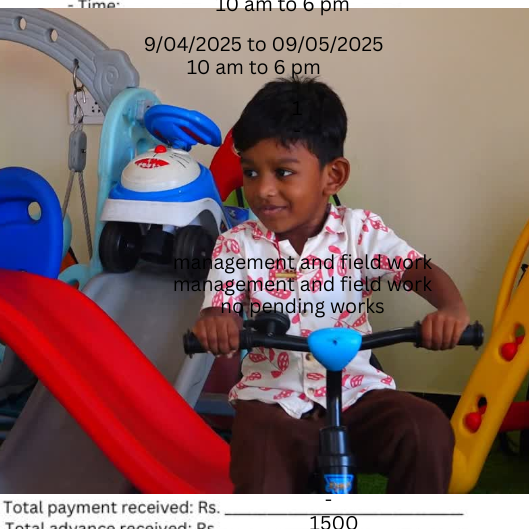 - Time:
10 am to 6 pm
9/04/2025 to 09/05/2025
10 am to 6 pm
1
-
management and field work
management and field work
no pending works
-
Total payment received: Rs.
1500
Total advance received: Rs.